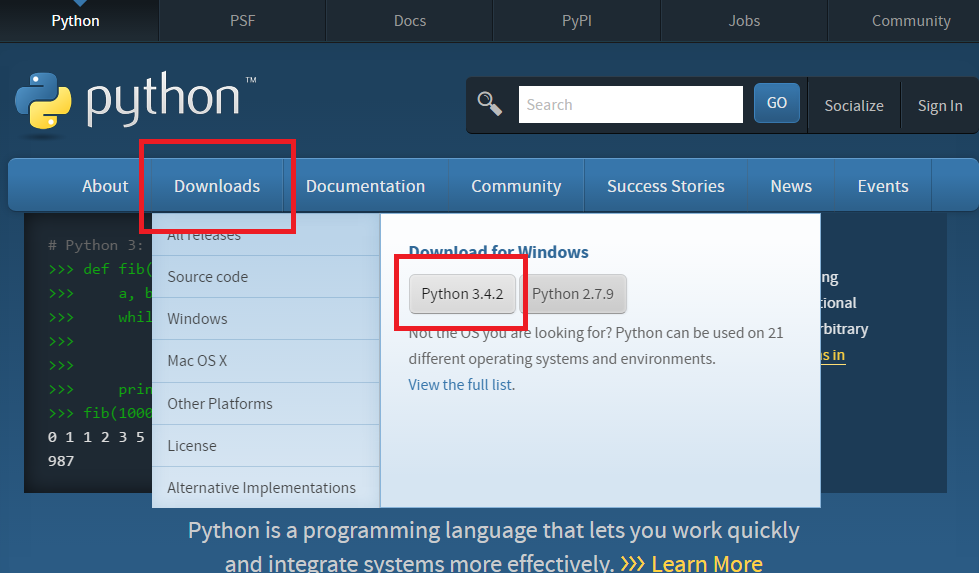 Python PSF Docs PyPI Jobs Community
python™
Search GO Socialize Sign In
About Downloads Documentation Community Success Stories News Events
All releases
Source code
Windows
Mac OS X
Other Platforms
License
Alternative Implementations
Download for Windows
Python 3.4.2 Python 2.7.9
Not the OS you are looking for? Python can be used on 21
different operating systems and environments.
View the full list.
# Python 3:
>>> def fib(
>>> a, b
>>> whil
>>>
>>>
>>> prin
>>> fib(1000
0 1 1 2 3 5
987
Python is a programming language that lets you work quickly
and integrate systems more effectively. >>> Learn More